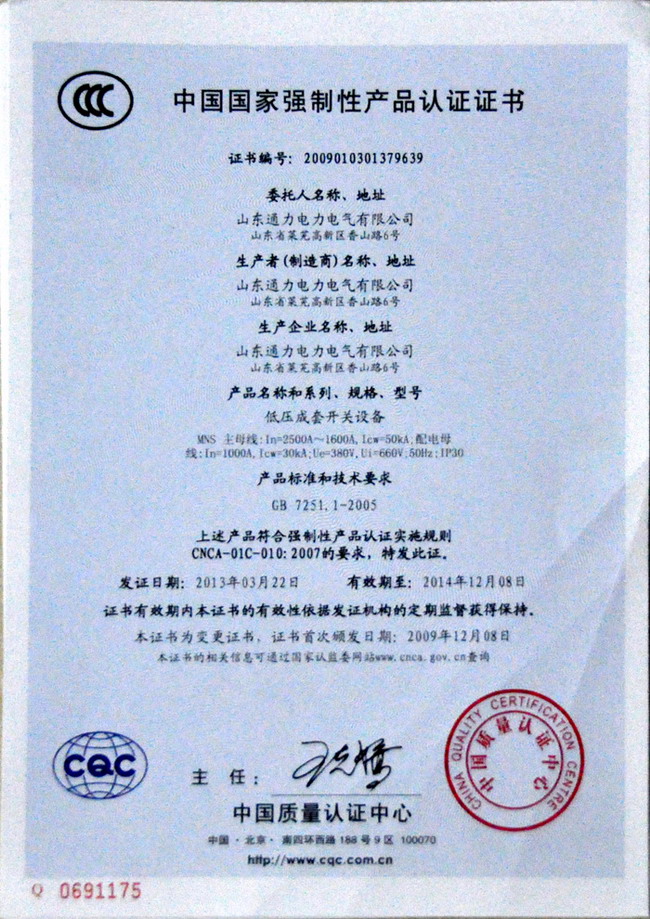 中国国家强制性产品认证证书
证书编号：2009010301379639
委托人名称、地址
山东通力电力电气有限公司
山东省莱芜高新区香山路6号
生产者(制造商)名称、地址
山东通力电力电气有限公司
山东省莱芜高新区香山路6号
生产企业名称、地址
山东通力电力电气有限公司
山东省莱芜高新区香山路6号
产品名称和系列、规格、型号
低压成套开关设备
MNS 主母线:In=2500A～1600A,Icw=50kA;配电母
线:In=1000A,Icw=30kA;Ue=380V,Ui=660V;50Hz;IP30
产品标准和技术要求
GB 7251.1-2005
上述产品符合强制性产品认证实施规则
CNCA-01C-010:2007的要求，特发此证。
发证日期：2013年03月22日 有效期至：2014年12月08日
证书有效期内本证书的有效性依据发证机构的定期监督获得保持。
本证书为变更证书，证书首次颁发日期：2009年12月08日
本证书的相关信息可通过国家认监委网站www.cnca.gov.cn查询
CHINA QUALITY CERTIFICATION CENTRE
中国质量认证中心
CQC
主 任：
中国质量认证中心
中国·北京·南四环西路188号9区 100070
http://www.cqc.com.cn
Q 0691175